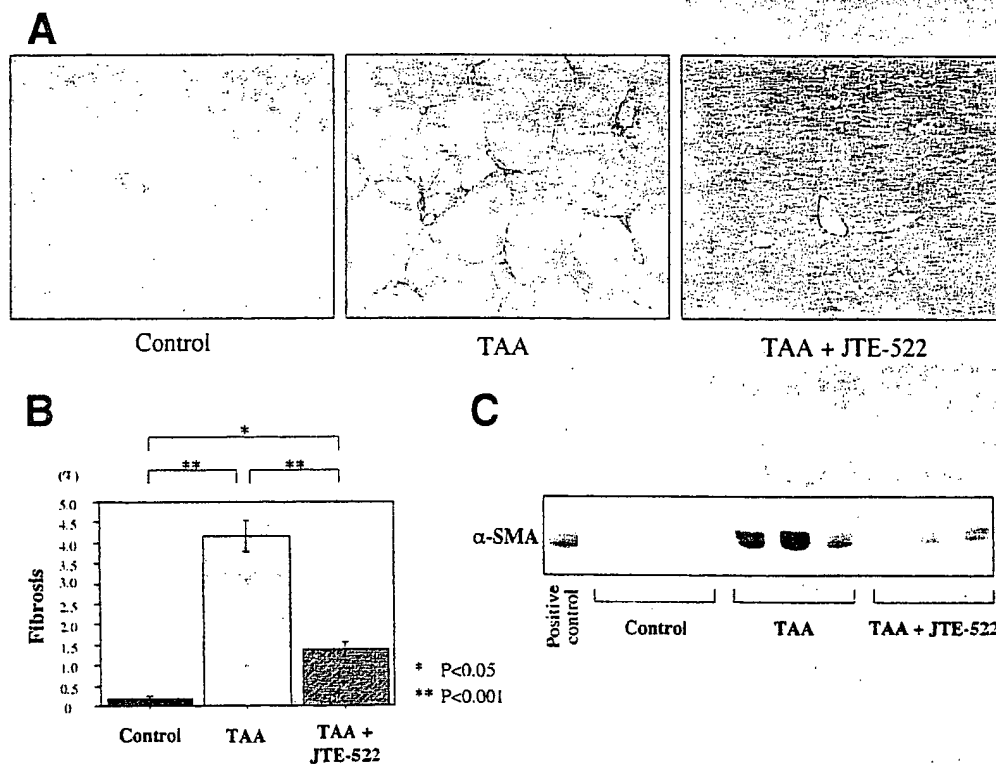 A
Control
TAA
TAA + JTE-522
B
*
** **
(%)
5.0
4.5
4.0
3.5
3.0
2.5
2.0
1.5
1.0
0.5
0
Fibrosis
Control
TAA
TAA +
JTE-522
* P<0.05
** P<0.001
C
α-SMA
Positive
control
Control
TAA
TAA + JTE-522